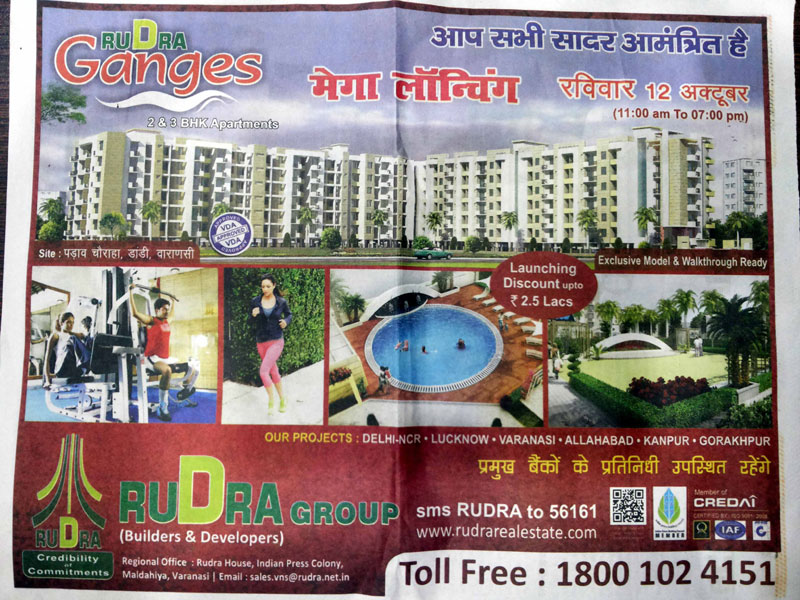 RUDRA
Ganges
2 & 3 BHK Apartments
आप सभी सादर आमंत्रित है
मेगा लॉन्चिंग
रविवार 12 अक्टूबर
(11:00 am To 07:00 pm)
APPROVED
VDA
APPROVED
VDA
Site : पड़ाव चोराहा, डांडी, वाराणसी
Exclusive Model & Walkthrough Ready
Launching
Discount upto
₹ 2.5 Lacs
OUR PROJECTS : DELHI-NCR • LUCKNOW • VARANASI • ALLAHABAD • KANPUR • GORAKHPUR
प्रमुख बैंकों के प्रतिनिधी उपस्थित रहेंगे
RUDRA
Credibility
of
Commitments
RUDRA GROUP
(Builders & Developers)
Regional Office : Rudra House, Indian Press Colony,
Maldahiya, Varanasi | Email : sales.vns@rudra.net.in
sms RUDRA to 56161
www.rudrarealestate.com
MEMBER
Member of
CREDAI
IAF
Toll Free : 1800 102 4151